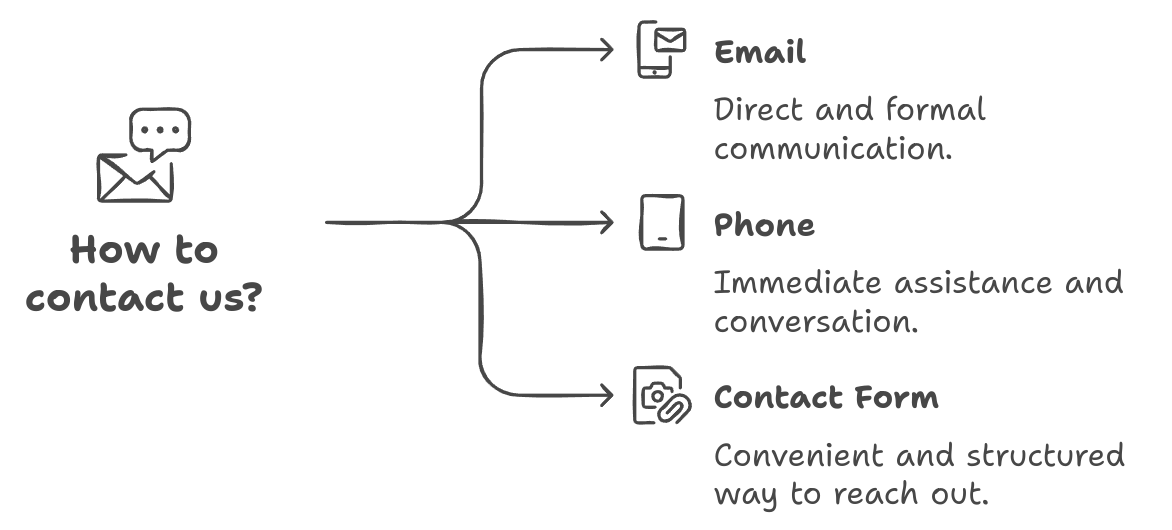 How to
contact us?
Email
Direct and formal
communication.
Phone
Immediate assistance and
conversation.
Contact Form
Convenient and structured
way to reach out.